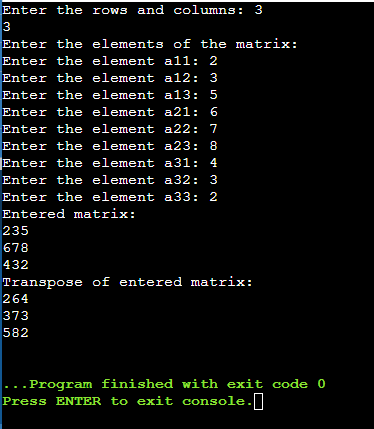 Enter the rows and columns: 3
3
Enter the elements of the matrix:
Enter the element a11: 2
Enter the element a12: 3
Enter the element a13: 5
Enter the element a21: 6
Enter the element a22: 7
Enter the element a23: 8
Enter the element a31: 4
Enter the element a32: 3
Enter the element a33: 2
Entered matrix:
235
678
432
Transpose of entered matrix:
264
373
582
...Program finished with exit code 0
Press ENTER to exit console.